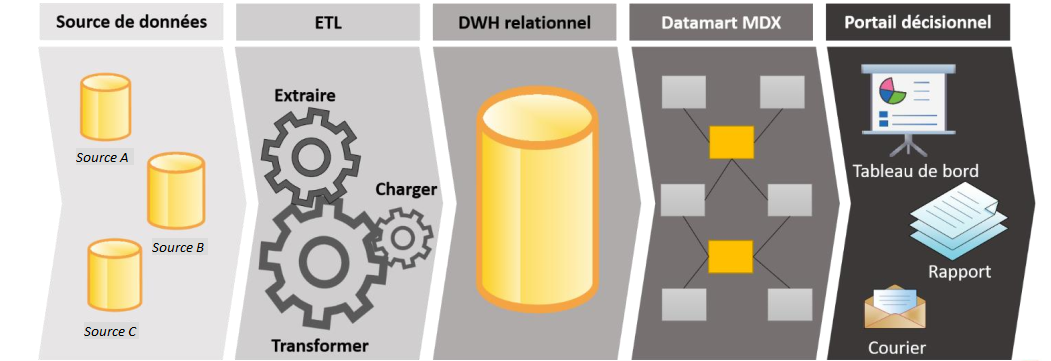 Source de données
ETL
DWH relationnel
Datamart MDX
Portail décisionnel
Source A
Source B
Source C
Extraire
Charger
Transformer
Tableau de bord
Rapport
Courier